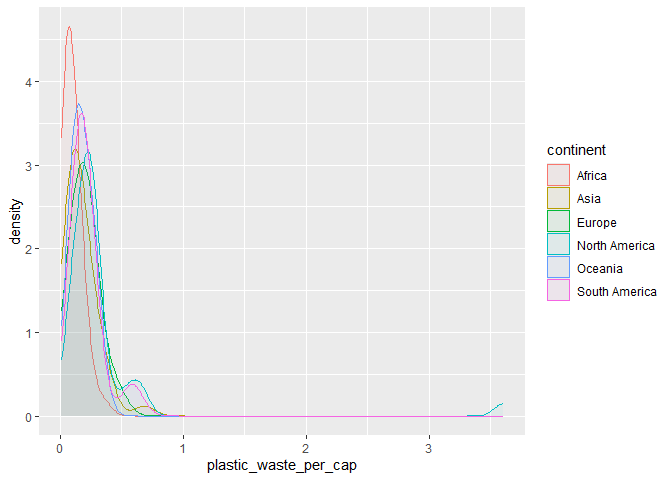 4
3
2
1
0
density
0 1 2 3
plastic_waste_per_cap
continent
Africa
Asia
Europe
North America
Oceania
South America